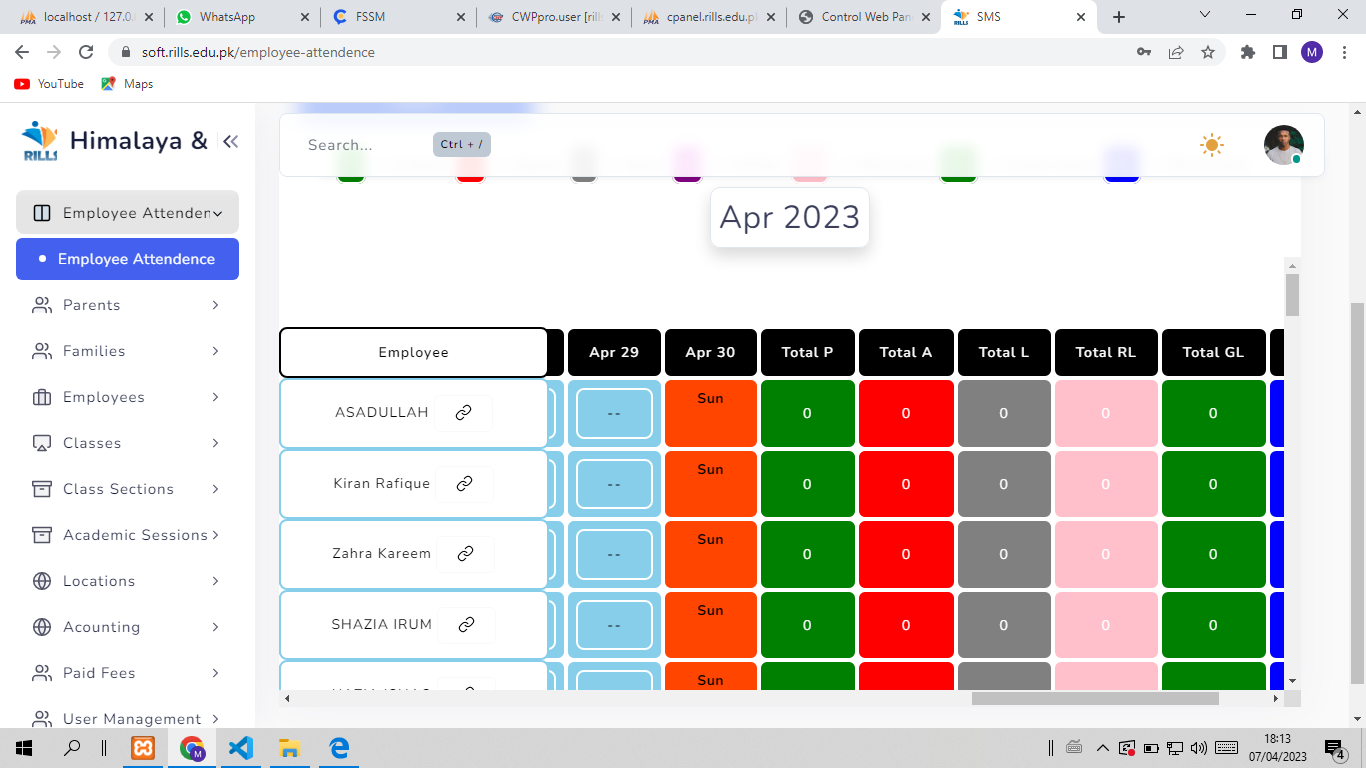 localhost / 127.0.
WhatsApp
FSSM
CWPpro.user [rills
cpanel.rills.edu.pk
Control Web Pan
SMS
soft.rills.edu.pk/employee-attendence
M
YouTube
Maps
RILLS
Himalaya &
Search...
Ctrl + /
Employee Attenden
Employee Attendence
Parents
Families
Employees
Classes
Class Sections
Academic Sessions
Locations
Acounting
Paid Fees
User Management
Apr 2023
Employee Apr 29 Apr 30 Total P Total A Total L Total RL Total GL
ASADULLAH -- Sun 0 0 0 0 0
Kiran Rafique -- Sun 0 0 0 0 0
Zahra Kareem -- Sun 0 0 0 0 0
SHAZIA IRUM -- Sun 0 0 0 0 0
Sun
M
18:13
07/04/2023
4